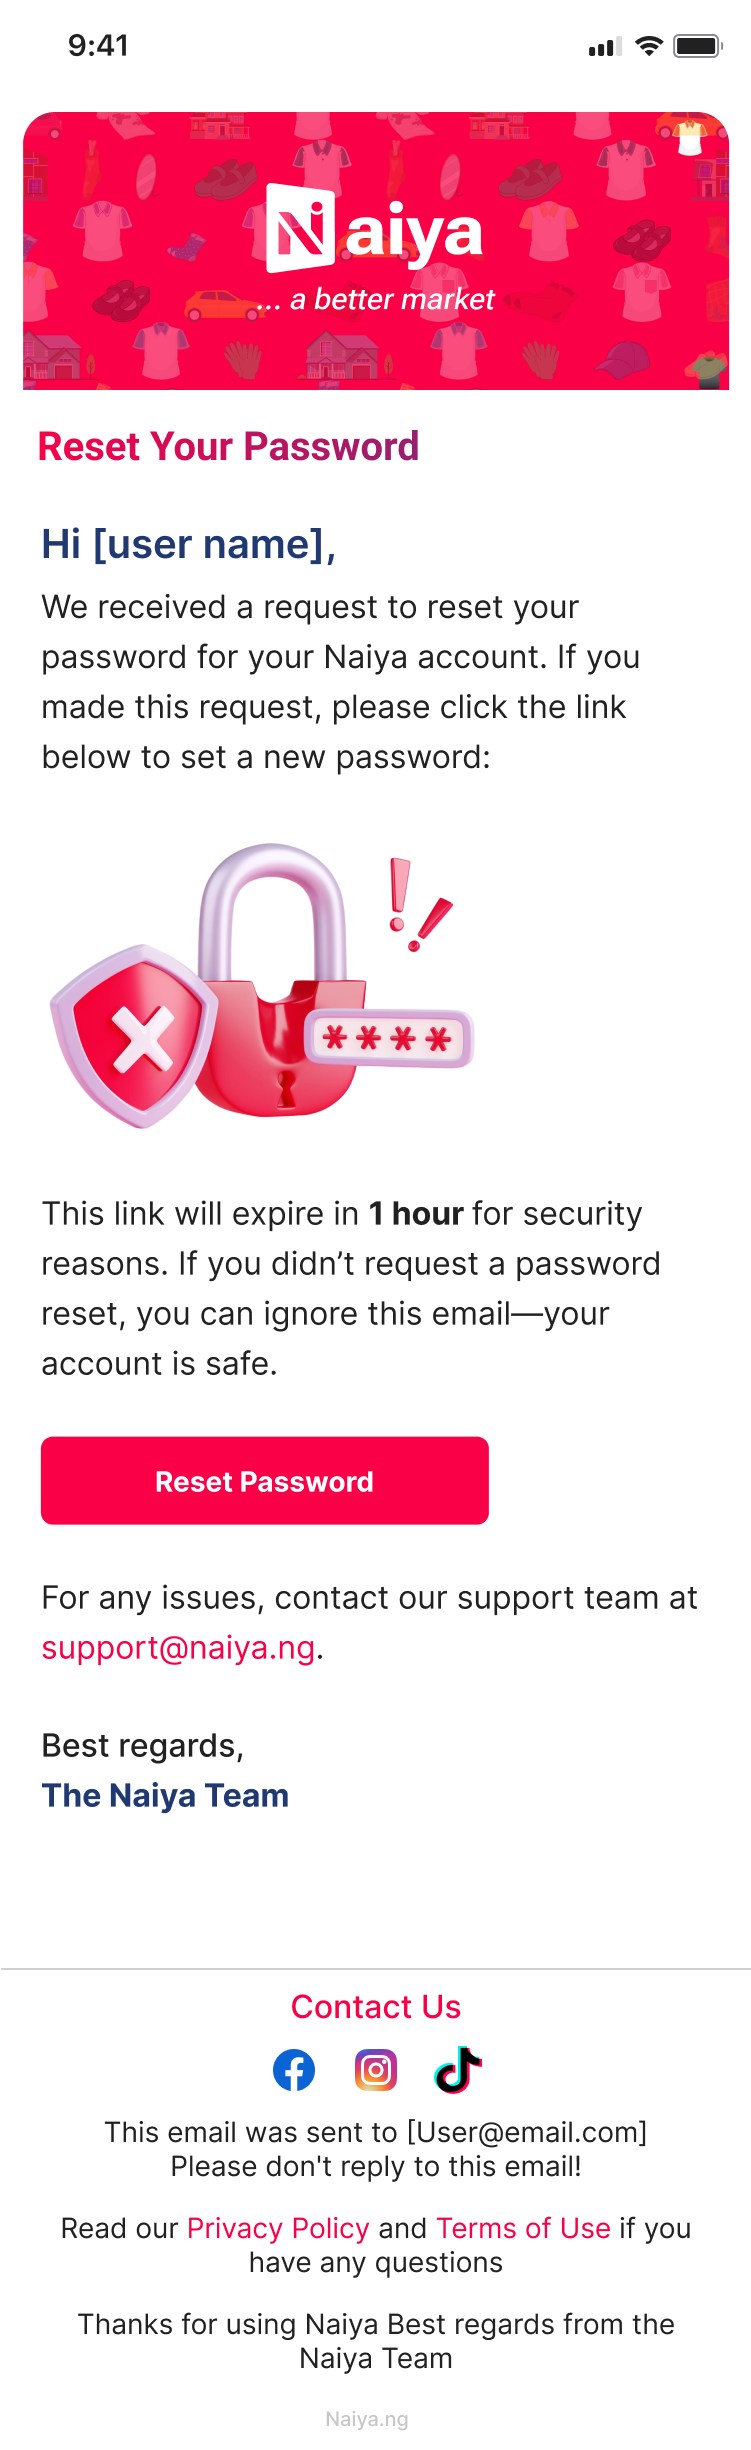 9:41
Naiya
... a better market
Reset Your Password
Hi [user name],
We received a request to reset your
password for your Naiya account. If you
made this request, please click the link
below to set a new password:
****
This link will expire in 1 hour for security
reasons. If you didn’t request a password
reset, you can ignore this email—your
account is safe.
Reset Password
For any issues, contact our support team at
support@naiya.ng.
Best regards,
The Naiya Team
Contact Us
This email was sent to [User@email.com]
Please don't reply to this email!
Read our Privacy Policy and Terms of Use if you
have any questions
Thanks for using Naiya Best regards from the
Naiya Team
Naiya.ng